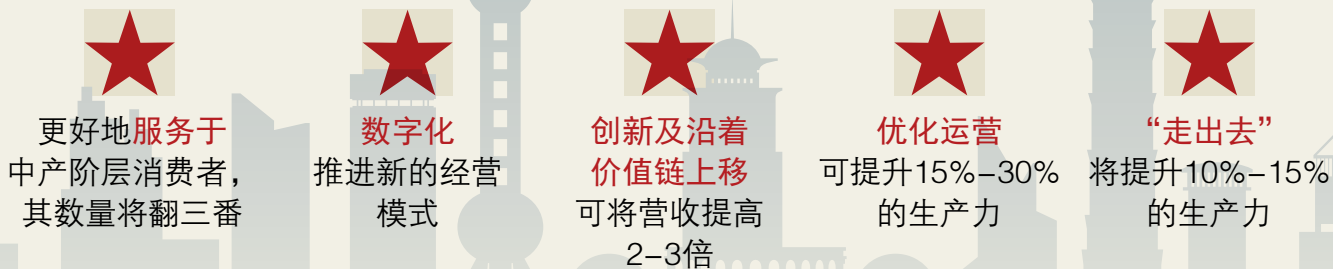 更好地服务于
中产阶层消费者，
其数量将翻三番
数字化
推进新的经营
模式
创新及沿着
价值链上移
可将营收提高
2–3倍
优化运营
可提升15%–30%
的生产力
“走出去”
将提升10%–15%
的生产力